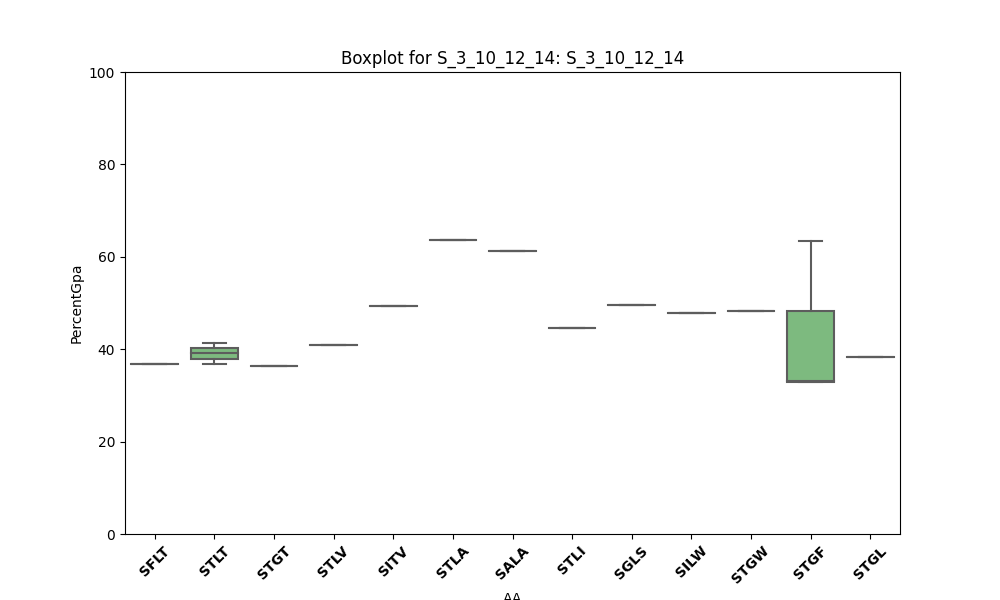 Boxplot for S_3_10_12_14: S_3_10_12_14
100
80
60
40
20
0
PercentGpa
SFLT
STLT
STGT
STLV
SITV
STLA
SALA
STLI
SGLS
SILW
STGW
STGF
STGL
AA